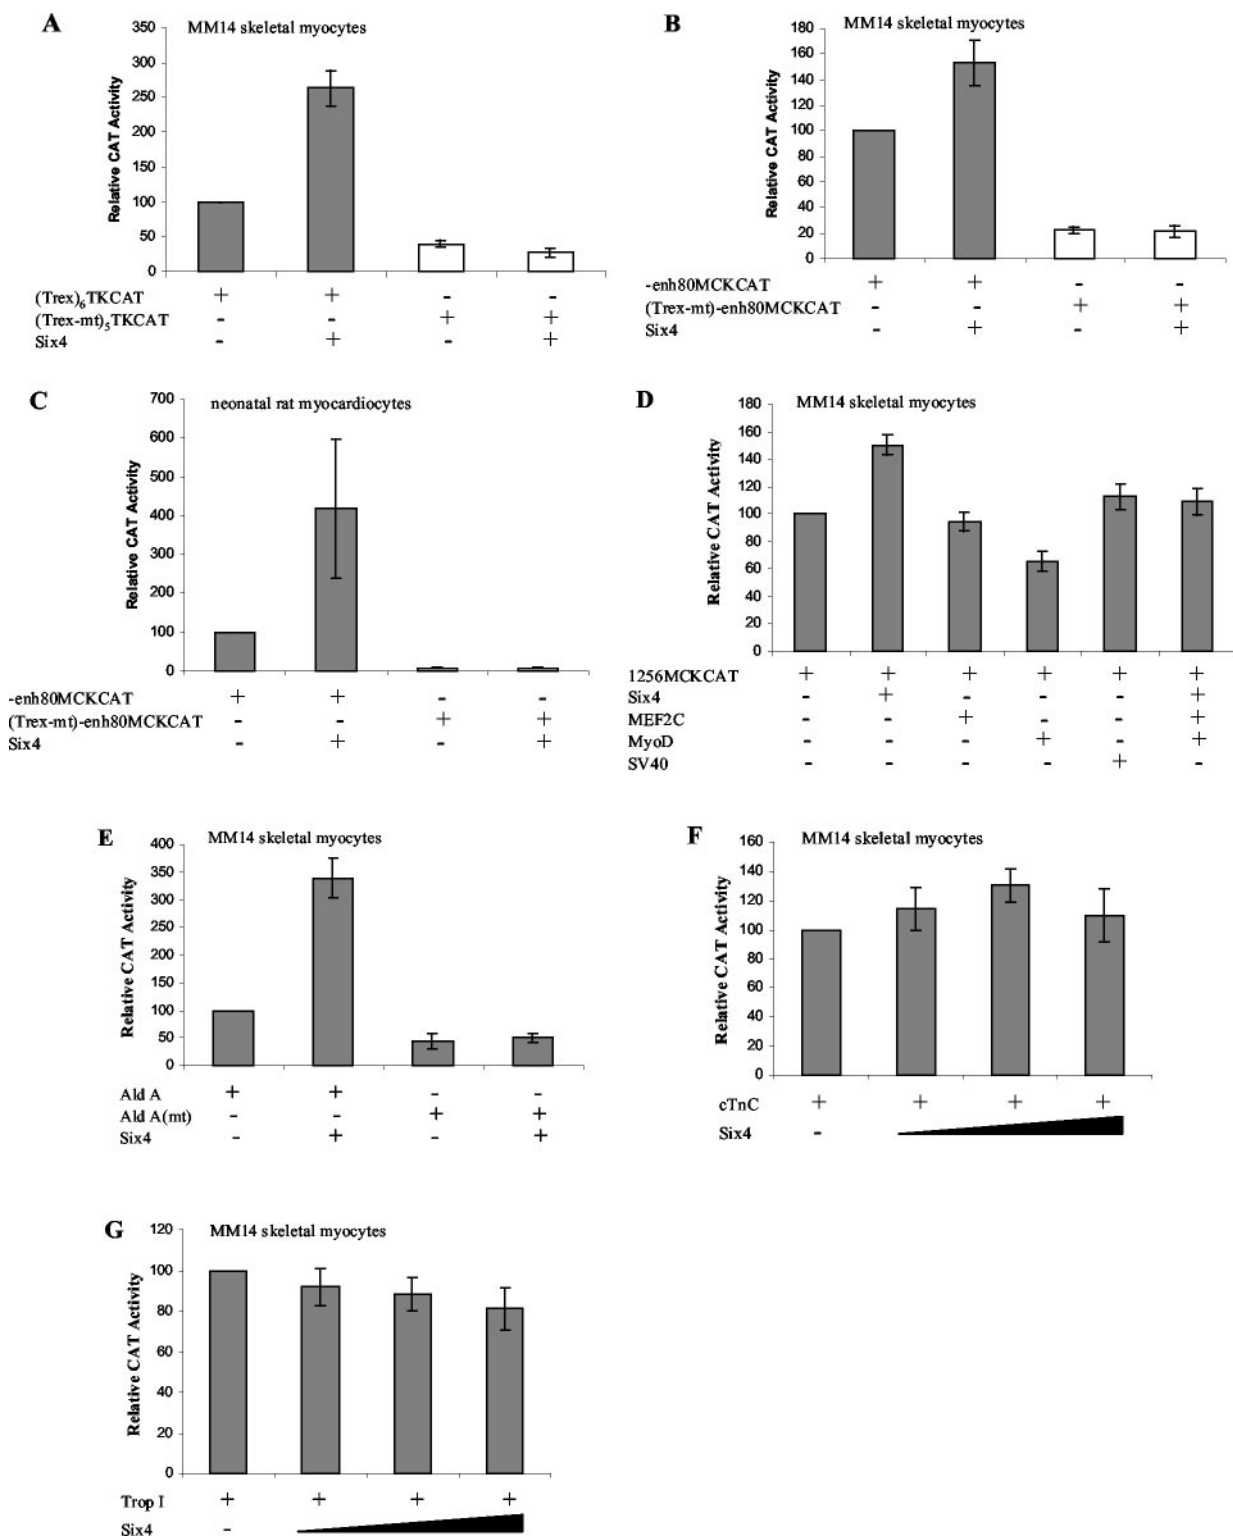 A
MM14 skeletal myocytes
Relative CAT Activity
350
300
250
200
150
100
50
0
(Trex)6TKCAT + + - -
(Trex-mt)5TKCAT - - + +
Six4 - + - +
B
MM14 skeletal myocytes
Relative CAT Activity
180
160
140
120
100
80
60
40
20
0
-enh80MCKCAT + + - -
(Trex-mt)-enh80MCKCAT - - + +
Six4 - + - +
C
neonatal rat myocardiocytes
Relative CAT Activity
700
600
500
400
300
200
100
0
-enh80MCKCAT + + - -
(Trex-mt)-enh80MCKCAT - - + +
Six4 - + - +
D
MM14 skeletal myocytes
Relative CAT Activity
180
160
140
120
100
80
60
40
20
0
1256MCKCAT + + + + + +
Six4 - + - - - +
MEF2C - - + - - +
MyoD - - - + - +
SV40 - - - - + -
E
MM14 skeletal myocytes
Relative CAT Activity
400
350
300
250
200
150
100
50
0
Ald A + + - -
Ald A(mt) - - + +
Six4 - + - +
F
MM14 skeletal myocytes
Relative CAT Activity
160
140
120
100
80
60
40
20
0
cTnC + + + +
Six4 -
G
MM14 skeletal myocytes
Relative CAT Activity
120
100
80
60
40
20
0
Trop I + + + +
Six4 -